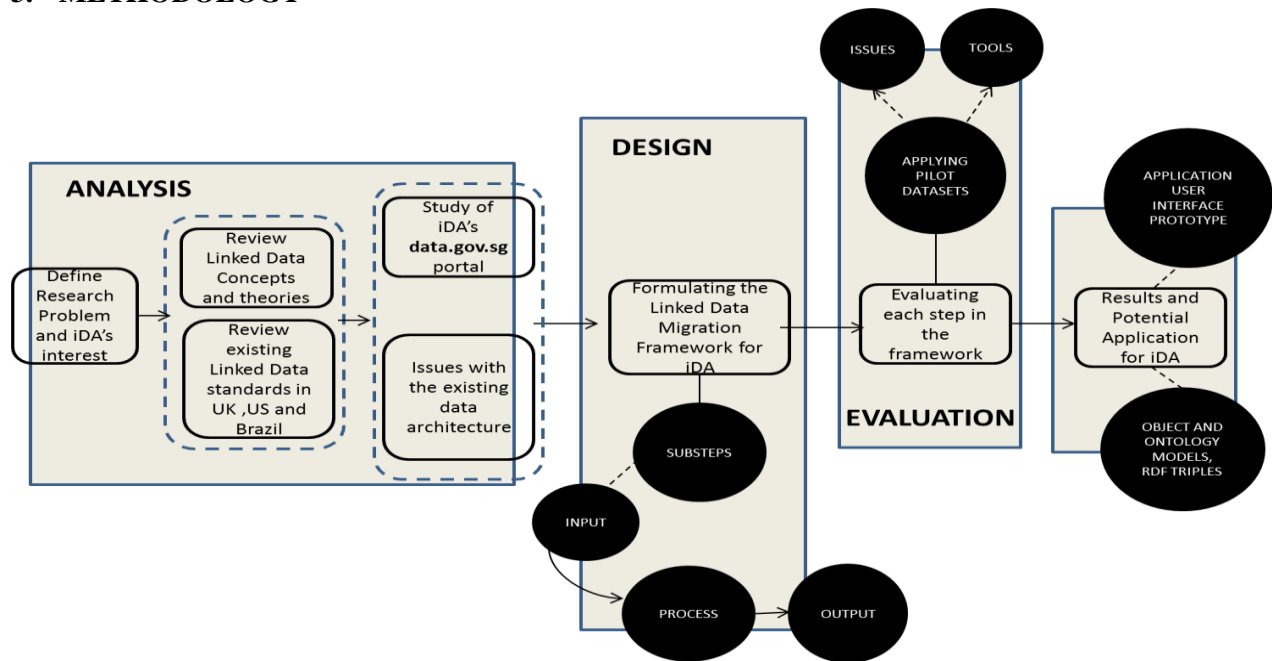 3. METHODOLOGY
ANALYSIS
Define
Research
Problem
and iDA's
interest
Review
Linked Data
Concepts
and theories
Review
existing
Linked Data
standards in
UK ,US and
Brazil
Study of
iDA's
data.gov.sg
portal
Issues with
the existing
data
architecture
DESIGN
Formulating the
Linked Data
Migration
Framework for
iDA
SUBSTEPS
INPUT
PROCESS
OUTPUT
ISSUES
TOOLS
APPLYING
PILOT
DATASETS
Evaluating
each step in
the
framework
EVALUATION
APPLICATION
USER
INTERFACE
PROTOTYPE
Results and
Potential
Application
for iDA
OBJECT AND
ONTOLOGY
MODELS,
RDF TRIPLES